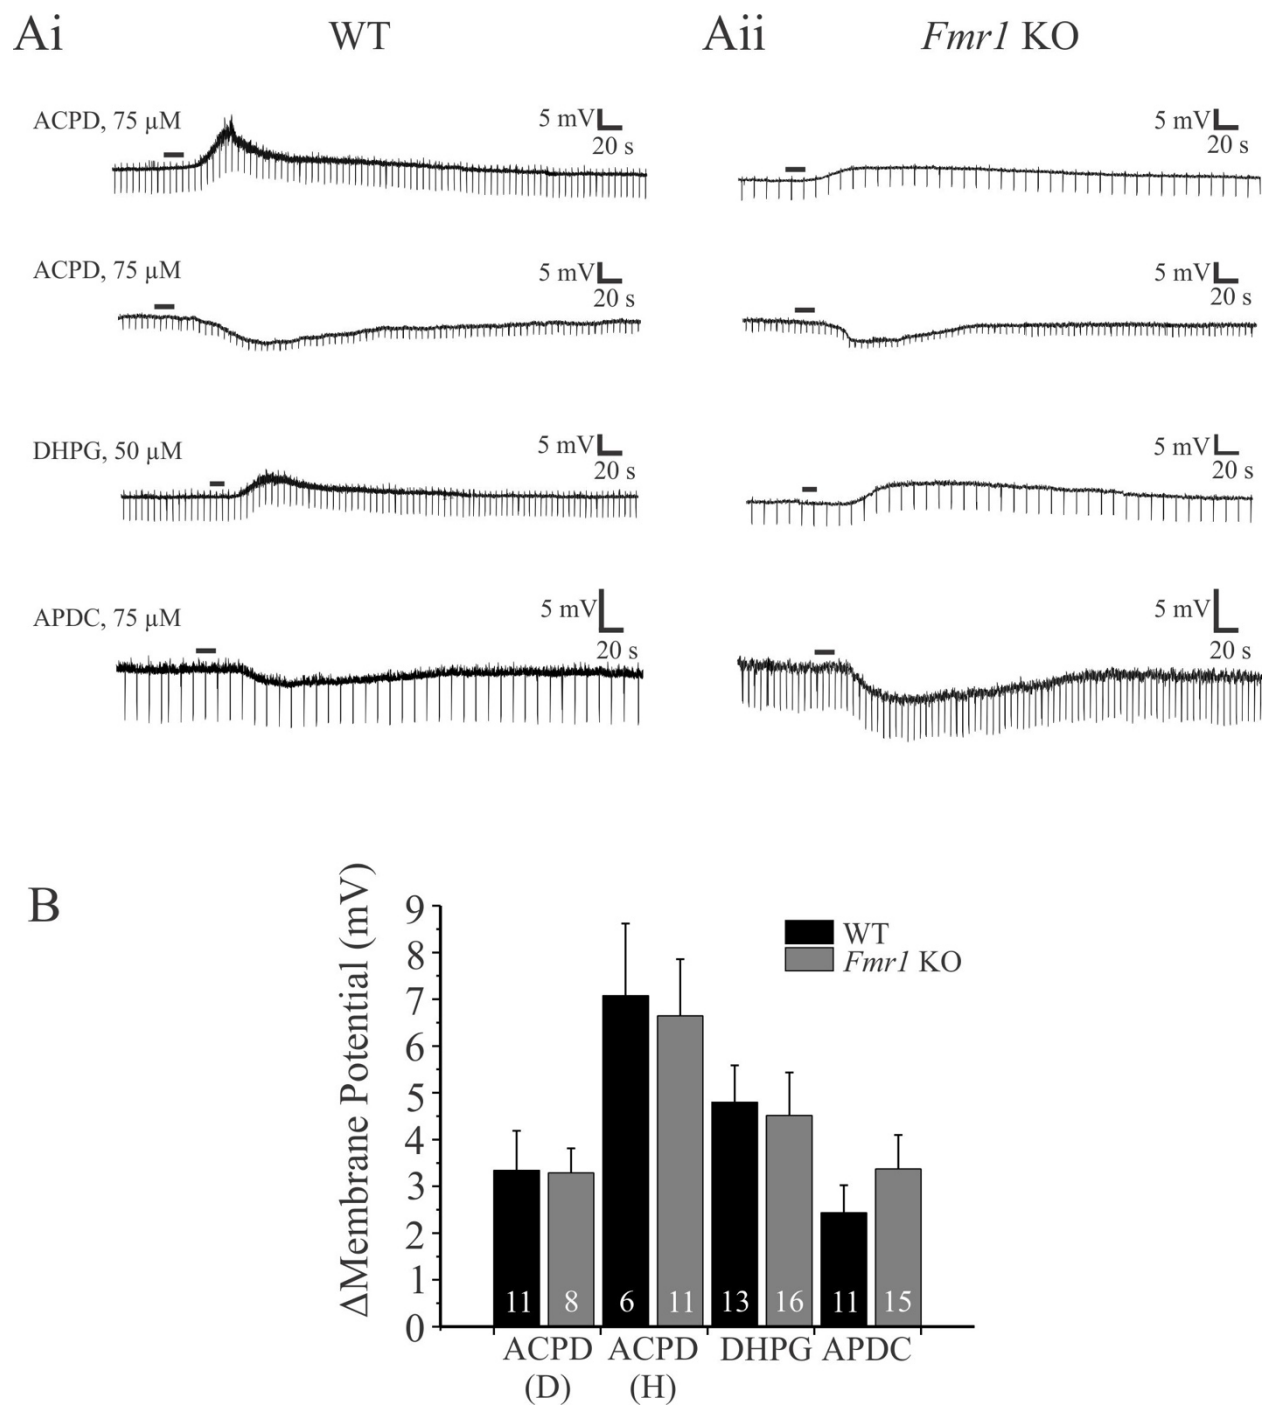 Ai WT Aii Fmr1 KO
ACPD, 75 µM 5 mV 5 mV
20 s 20 s
ACPD, 75 µM 5 mV 5 mV
20 s 20 s
DHPG, 50 µM 5 mV 5 mV
20 s 20 s
APDC, 75 µM 5 mV 5 mV
20 s 20 s
B
ΔMembrane Potential (mV)
9
8
7
6
5
4
3
2
1
0
WT
Fmr1 KO
11 8 6 11 13 16 11 15
ACPD ACPD DHPG APDC
(D) (H)